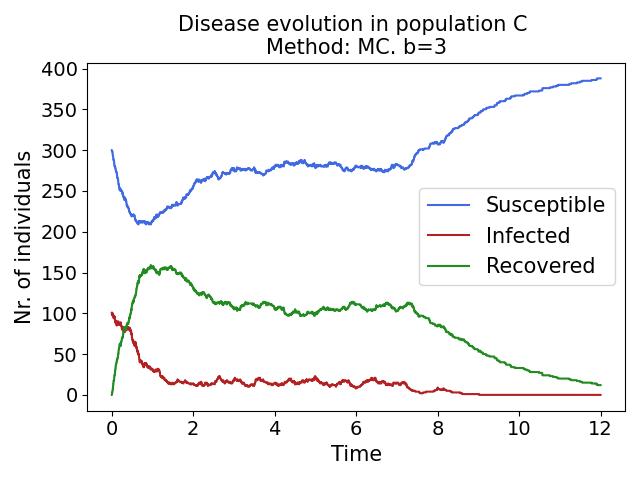 Disease evolution in population C
Method: MC. b=3
400
350
300
250
200
150
100
50
0
Nr. of individuals
Susceptible
Infected
Recovered
0 2 4 6 8 10 12
Time